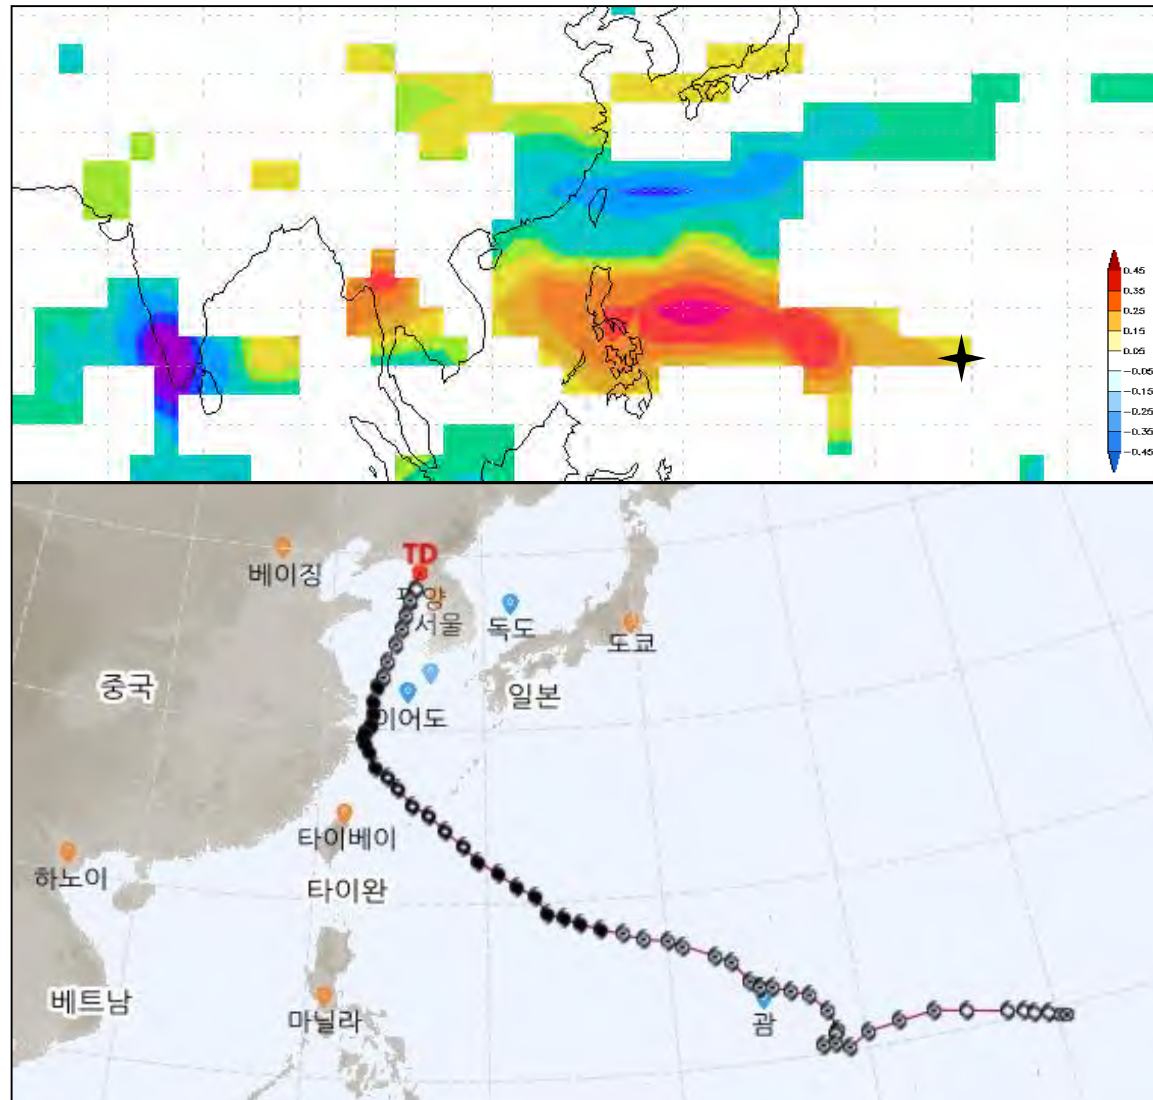 0.45
0.35
0.25
0.15
0.05
-0.05
-0.15
-0.25
-0.35
-0.45
TD
베이징
평양
서울
독도
도쿄
중국
이어도
일본
타이베이
하노이
타이완
베트남
마닐라
괌